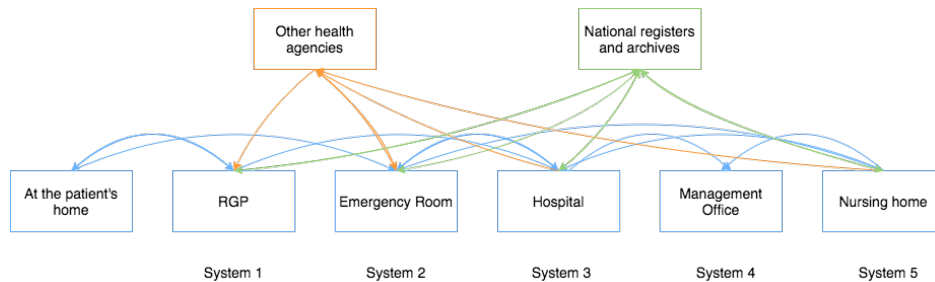 Other health
agencies
National registers
and archives
At the patient's
home
RGP
Emergency Room
Hospital
Management
Office
Nursing home
System 1
System 2
System 3
System 4
System 5